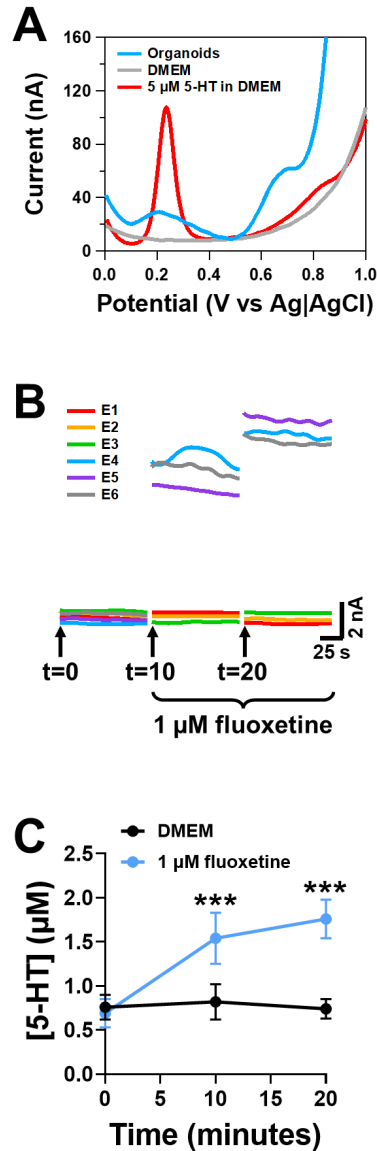 A
160
120
80
40
0
Current (nA)
Organoids
DMEM
5 µM 5-HT in DMEM
0.0 0.2 0.4 0.6 0.8 1.0
Potential (V vs Ag|AgCl)
B
E1
E2
E3
E4
E5
E6
2 nA
25 s
t=0 t=10 t=20
1 µM fluoxetine
C
DMEM
1 µM fluoxetine
2.5
2.0
1.5
1.0
0.5
0.0
[5-HT] (µM)
*** ***
0 5 10 15 20
Time (minutes)